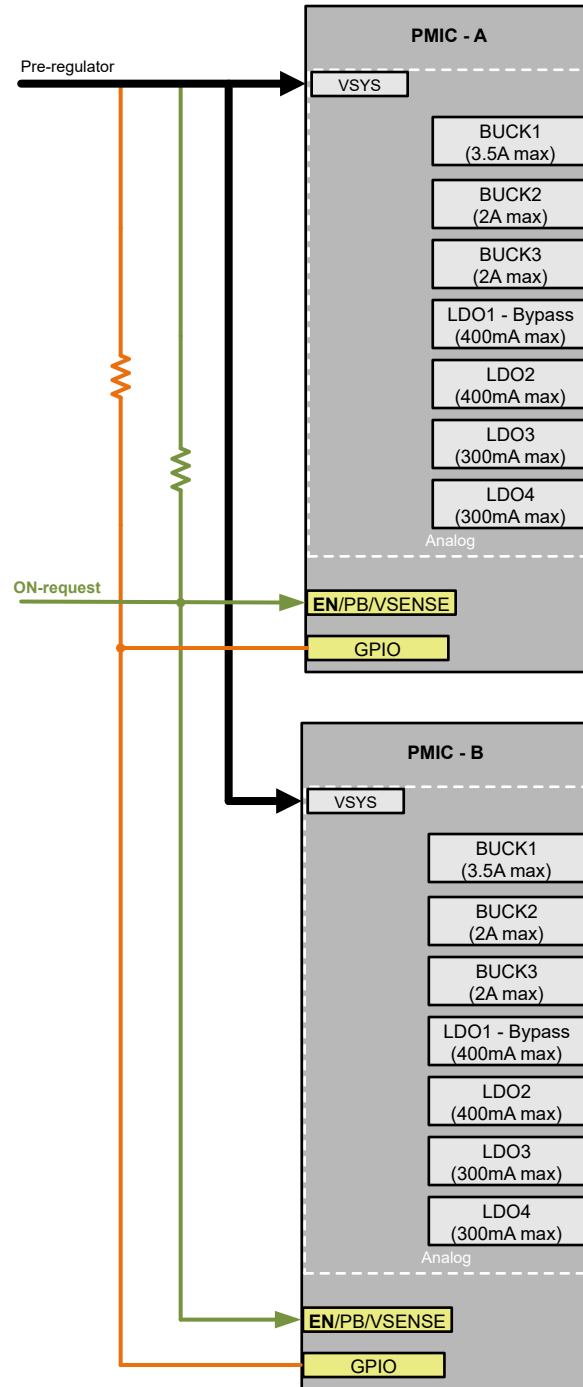 PMIC - A
Pre-regulator
VSYS
BUCK1
(3.5A max)
BUCK2
(2A max)
BUCK3
(2A max)
LDO1 - Bypass
(400mA max)
LDO2
(400mA max)
LDO3
(300mA max)
LDO4
(300mA max)
Analog
ON-request
EN/PB/VSENSE
GPIO
PMIC - B
VSYS
BUCK1
(3.5A max)
BUCK2
(2A max)
BUCK3
(2A max)
LDO1 - Bypass
(400mA max)
LDO2
(400mA max)
LDO3
(300mA max)
LDO4
(300mA max)
Analog
EN/PB/VSENSE
GPIO